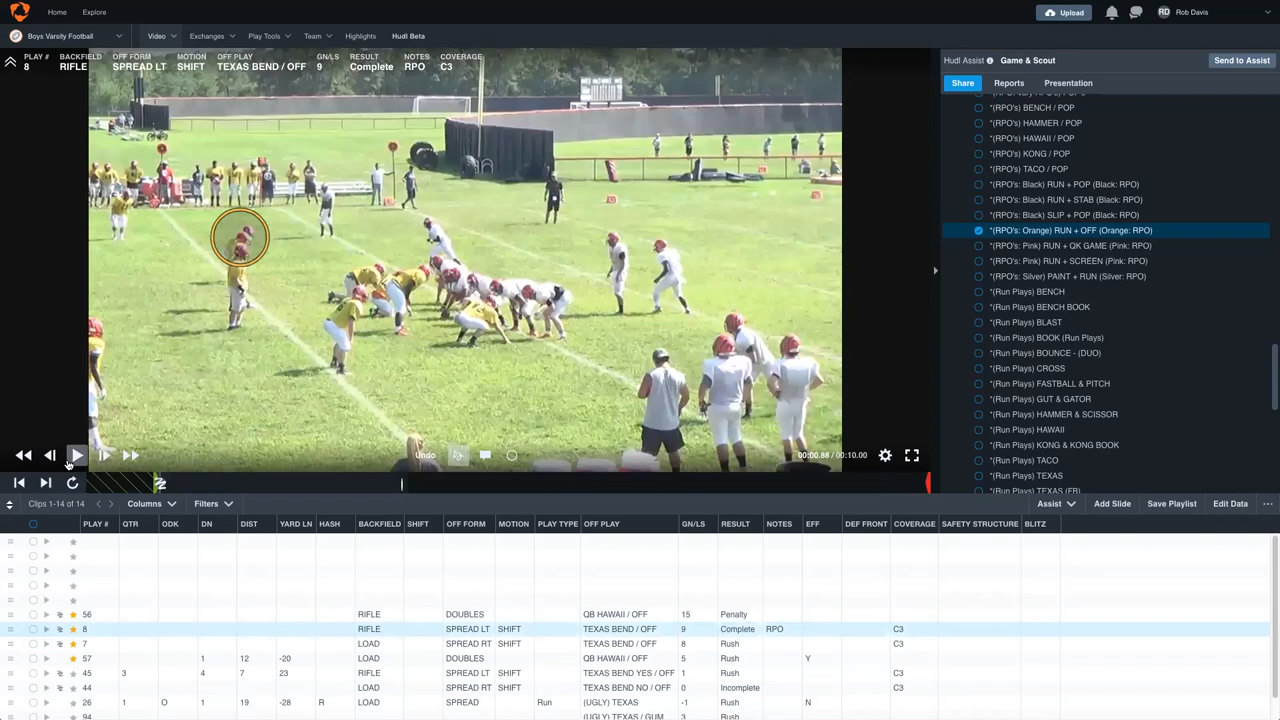 Home Explore Upload RD Rob Davis
Boys Varsity Football Video Exchanges Play Tools Team Highlights Hudl Beta
PLAY # BACKFIELD OFF FORM MOTION OFF PLAY GN/LS RESULT NOTES COVERAGE
8 RIFLE SPREAD LT SHIFT TEXAS BEND / OFF 9 Complete RPO C3
Hudl Assist Game & Scout Send to Assist
Share Reports Presentation
*(RPO's) BENCH / POP
*(RPO's) HAMMER / POP
*(RPO's) HAWAII / POP
*(RPO's) KONG / POP
*(RPO's) TACO / POP
*(RPO's: Black) RUN + POP (Black: RPO)
*(RPO's: Black) RUN + STAB (Black: RPO)
*(RPO's: Black) SLIP + POP (Black: RPO)
*(RPO's: Orange) RUN + OFF (Orange: RPO)
*(RPO's: Pink) RUN + QK GAME (Pink: RPO)
*(RPO's: Pink) RUN + SCREEN (Pink: RPO)
*(RPO's: Silver) PAINT + RUN (Silver: RPO)
*(Run Plays) BENCH
*(Run Plays) BENCH BOOK
*(Run Plays) BLAST
*(Run Plays) BOOK (Run Plays)
*(Run Plays) BOUNCE - (DUO)
*(Run Plays) CROSS
*(Run Plays) FASTBALL & PITCH
*(Run Plays) GUT & GATOR
*(Run Plays) HAMMER & SCISSOR
*(Run Plays) HAWAII
*(Run Plays) KONG & KONG BOOK
*(Run Plays) TACO
*(Run Plays) TEXAS
*(Run Plays) TEXAS (FB)
Undo 00:00.88 / 00:10.00
Clips 1-14 of 14 Columns Filters Assist Add Slide Save Playlist Edit Data
PLAY # QTR ODK DN DIST YARD LN HASH BACKFIELD SHIFT OFF FORM MOTION PLAY TYPE OFF PLAY GN/LS RESULT NOTES EFF DEF FRONT COVERAGE SAFETY STRUCTURE BLITZ
56 RIFLE DOUBLES QB HAWAII / OFF 15 Penalty
8 RIFLE SPREAD LT SHIFT TEXAS BEND / OFF 9 Complete RPO C3
7 LOAD SPREAD RT SHIFT TEXAS BEND / OFF 8 Rush C3
57 1 12 -20 LOAD DOUBLES QB HAWAII / OFF 5 Rush Y
45 3 4 7 23 RIFLE SPREAD LT SHIFT TEXAS BEND YES / OFF 1 Rush C3
44 LOAD SPREAD RT SHIFT TEXAS BEND NO / OFF 0 Incomplete C3
26 1 O 1 19 -28 R LOAD SPREAD Run (UGLY) TEXAS -1 Rush N
94 (UGLY) TEXAS / GUM 3 Rush